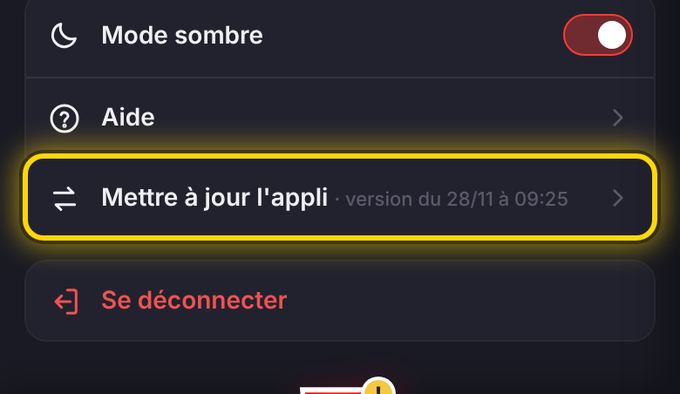 Mode sombre
Aide
Mettre à jour l'appli · version du 28/11 à 09:25
Se déconnecter